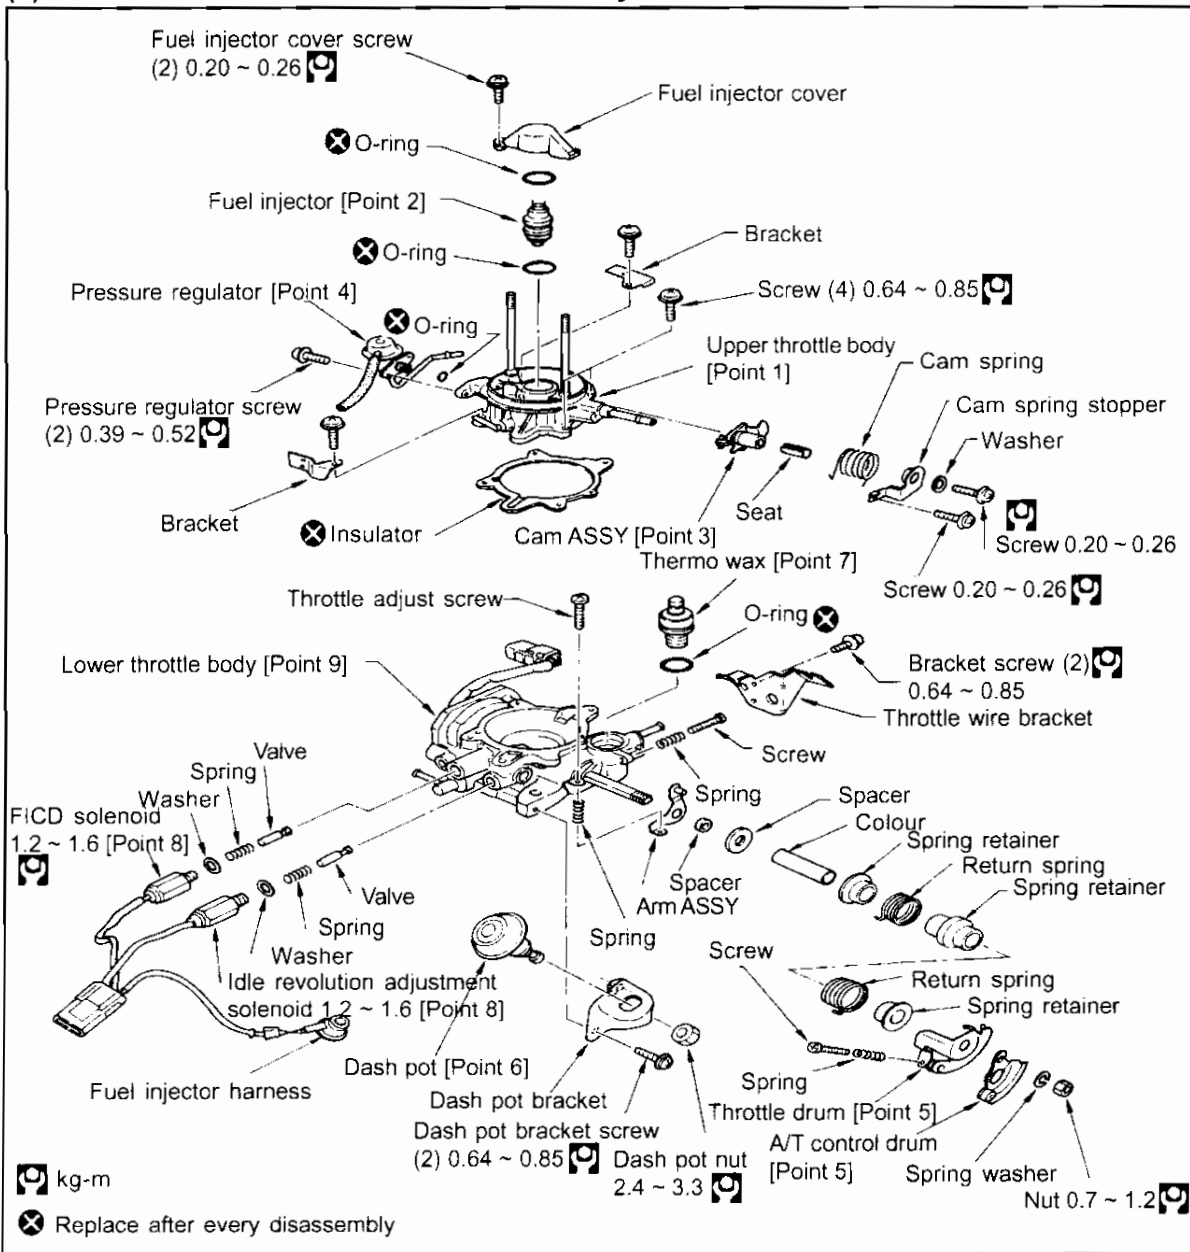 Fuel injector cover screw
(2) 0.20 ~ 0.26
Fuel injector cover
O-ring
Fuel injector [Point 2]
O-ring
Bracket
Pressure regulator [Point 4]
O-ring
Screw (4) 0.64 ~ 0.85
Upper throttle body
[Point 1]
Cam spring
Pressure regulator screw
(2) 0.39 ~ 0.52
Cam spring stopper
Washer
Bracket
Insulator
Cam ASSY [Point 3]
Seat
Screw 0.20 ~ 0.26
Screw 0.20 ~ 0.26
Thermo wax [Point 7]
Throttle adjust screw
O-ring
Lower throttle body [Point 9]
Bracket screw (2)
0.64 ~ 0.85
Throttle wire bracket
Screw
Valve
Spring
Washer
FICD solenoid
1.2 ~ 1.6 [Point 8]
Spring
Spacer
Colour
Spring retainer
Return spring
Spring retainer
Valve
Spring
Washer
Spacer
Arm ASSY
Spring
Idle revolution adjustment
solenoid 1.2 ~ 1.6 [Point 8]
Screw
Return spring
Spring retainer
Fuel injector harness
Dash pot [Point 6]
Spring
Dash pot bracket
Throttle drum [Point 5]
Dash pot bracket screw
(2) 0.64 ~ 0.85
Dash pot nut
2.4 ~ 3.3
A/T control drum
[Point 5]
Spring washer
Nut 0.7 ~ 1.2
kg-m
Replace after every disassembly